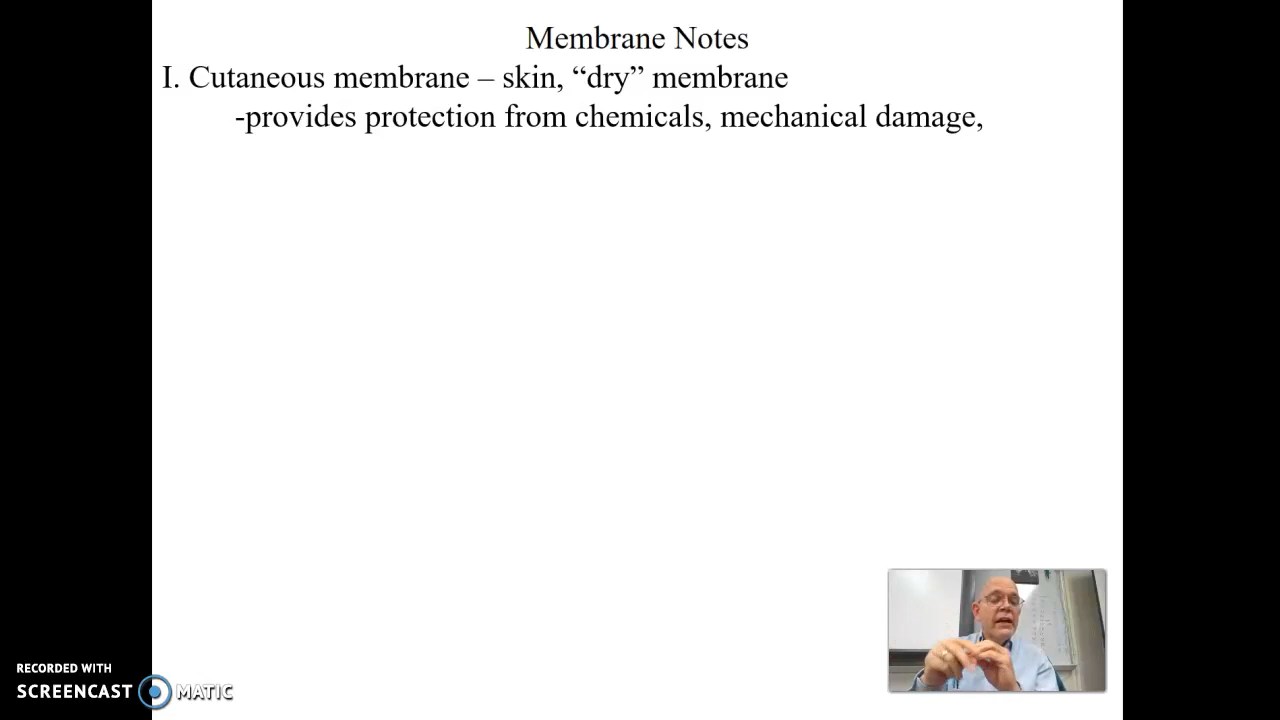 Membrane Notes
I. Cutaneous membrane – skin, “dry” membrane
-provides protection from chemicals, mechanical damage,
RECORDED WITH
SCREENCAST MATIC